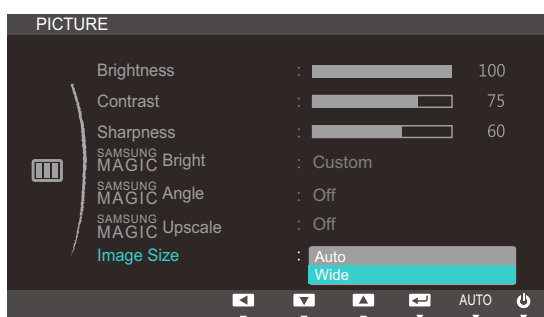 PICTURE
Brightness : 100
Contrast : 75
Sharpness : 60
SAMSUNG MAGIC Bright : Custom
SAMSUNG MAGIC Angle : Off
SAMSUNG MAGIC Upscale : Off
Image Size : Auto
Wide
AUTO